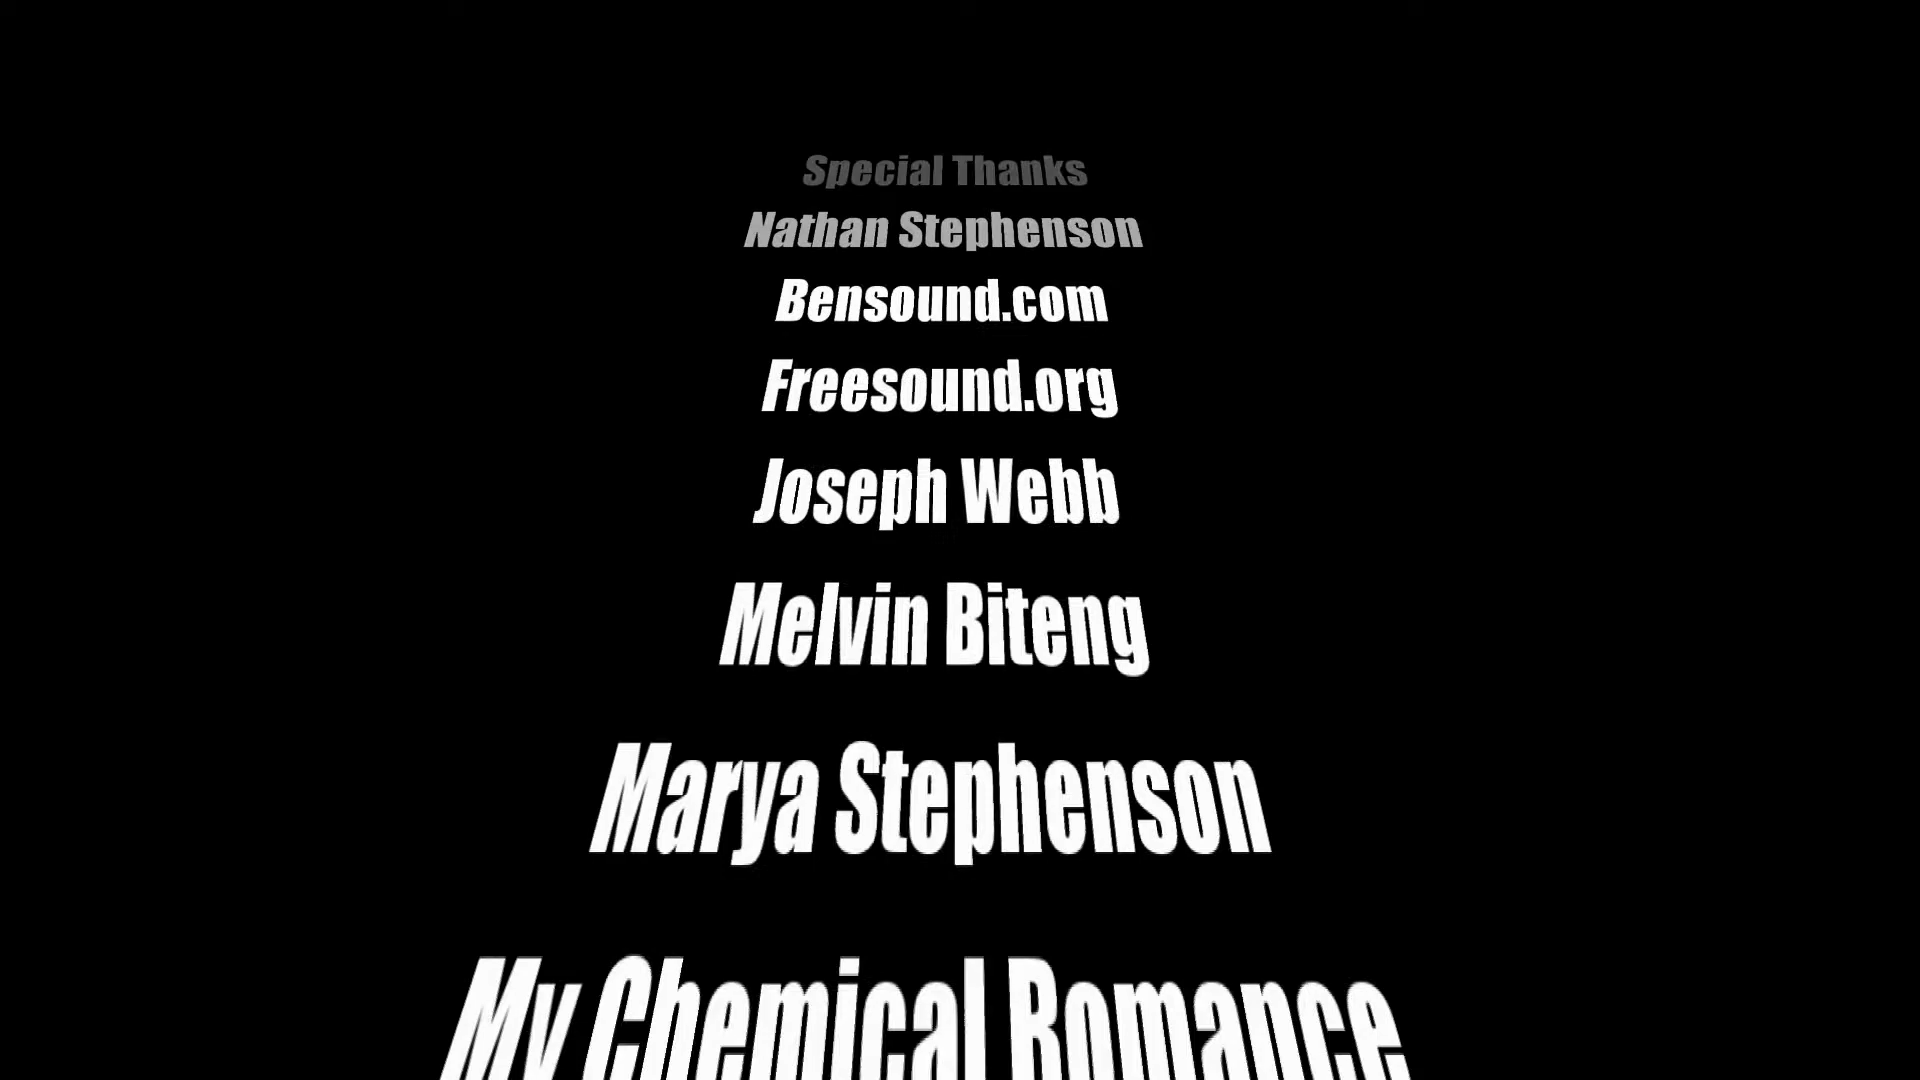 Special Thanks
Nathan Stephenson
Bensound.com
Freesound.org
Joseph Webb
Melvin Biteng
Marya Stephenson
My Chemical Romance